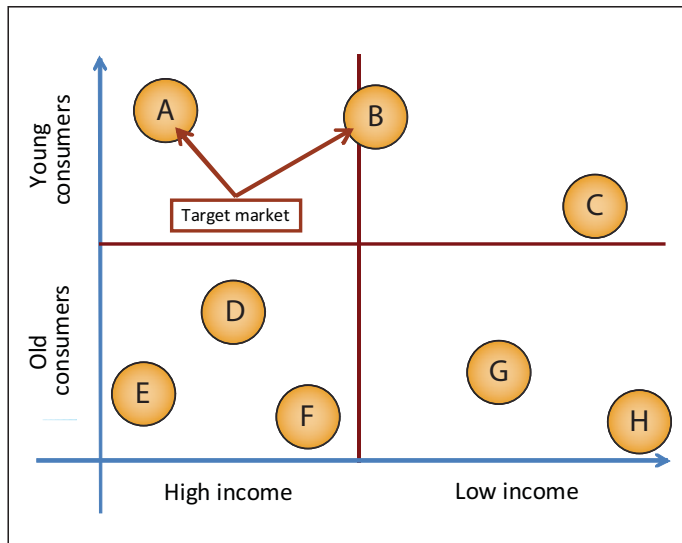 Young
consumers
A
B
Target market
C
Old
consumers
D
E
F
G
H
High income
Low income